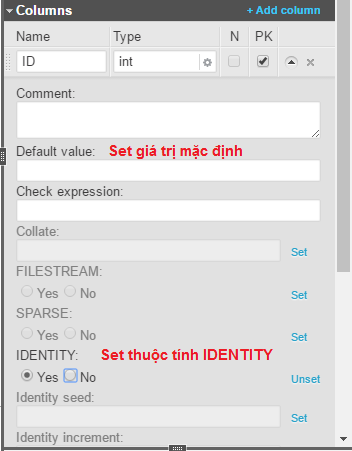 Columns + Add column
Name Type N PK
ID int
Comment:
Default value: Set giá trị mặc định
Check expression:
Collate:
Set
FILESTREAM:
Yes No Set
SPARSE:
Yes No Set
IDENTITY: Set thuộc tính IDENTITY
Yes No Unset
Identity seed:
Set
Identity increment: